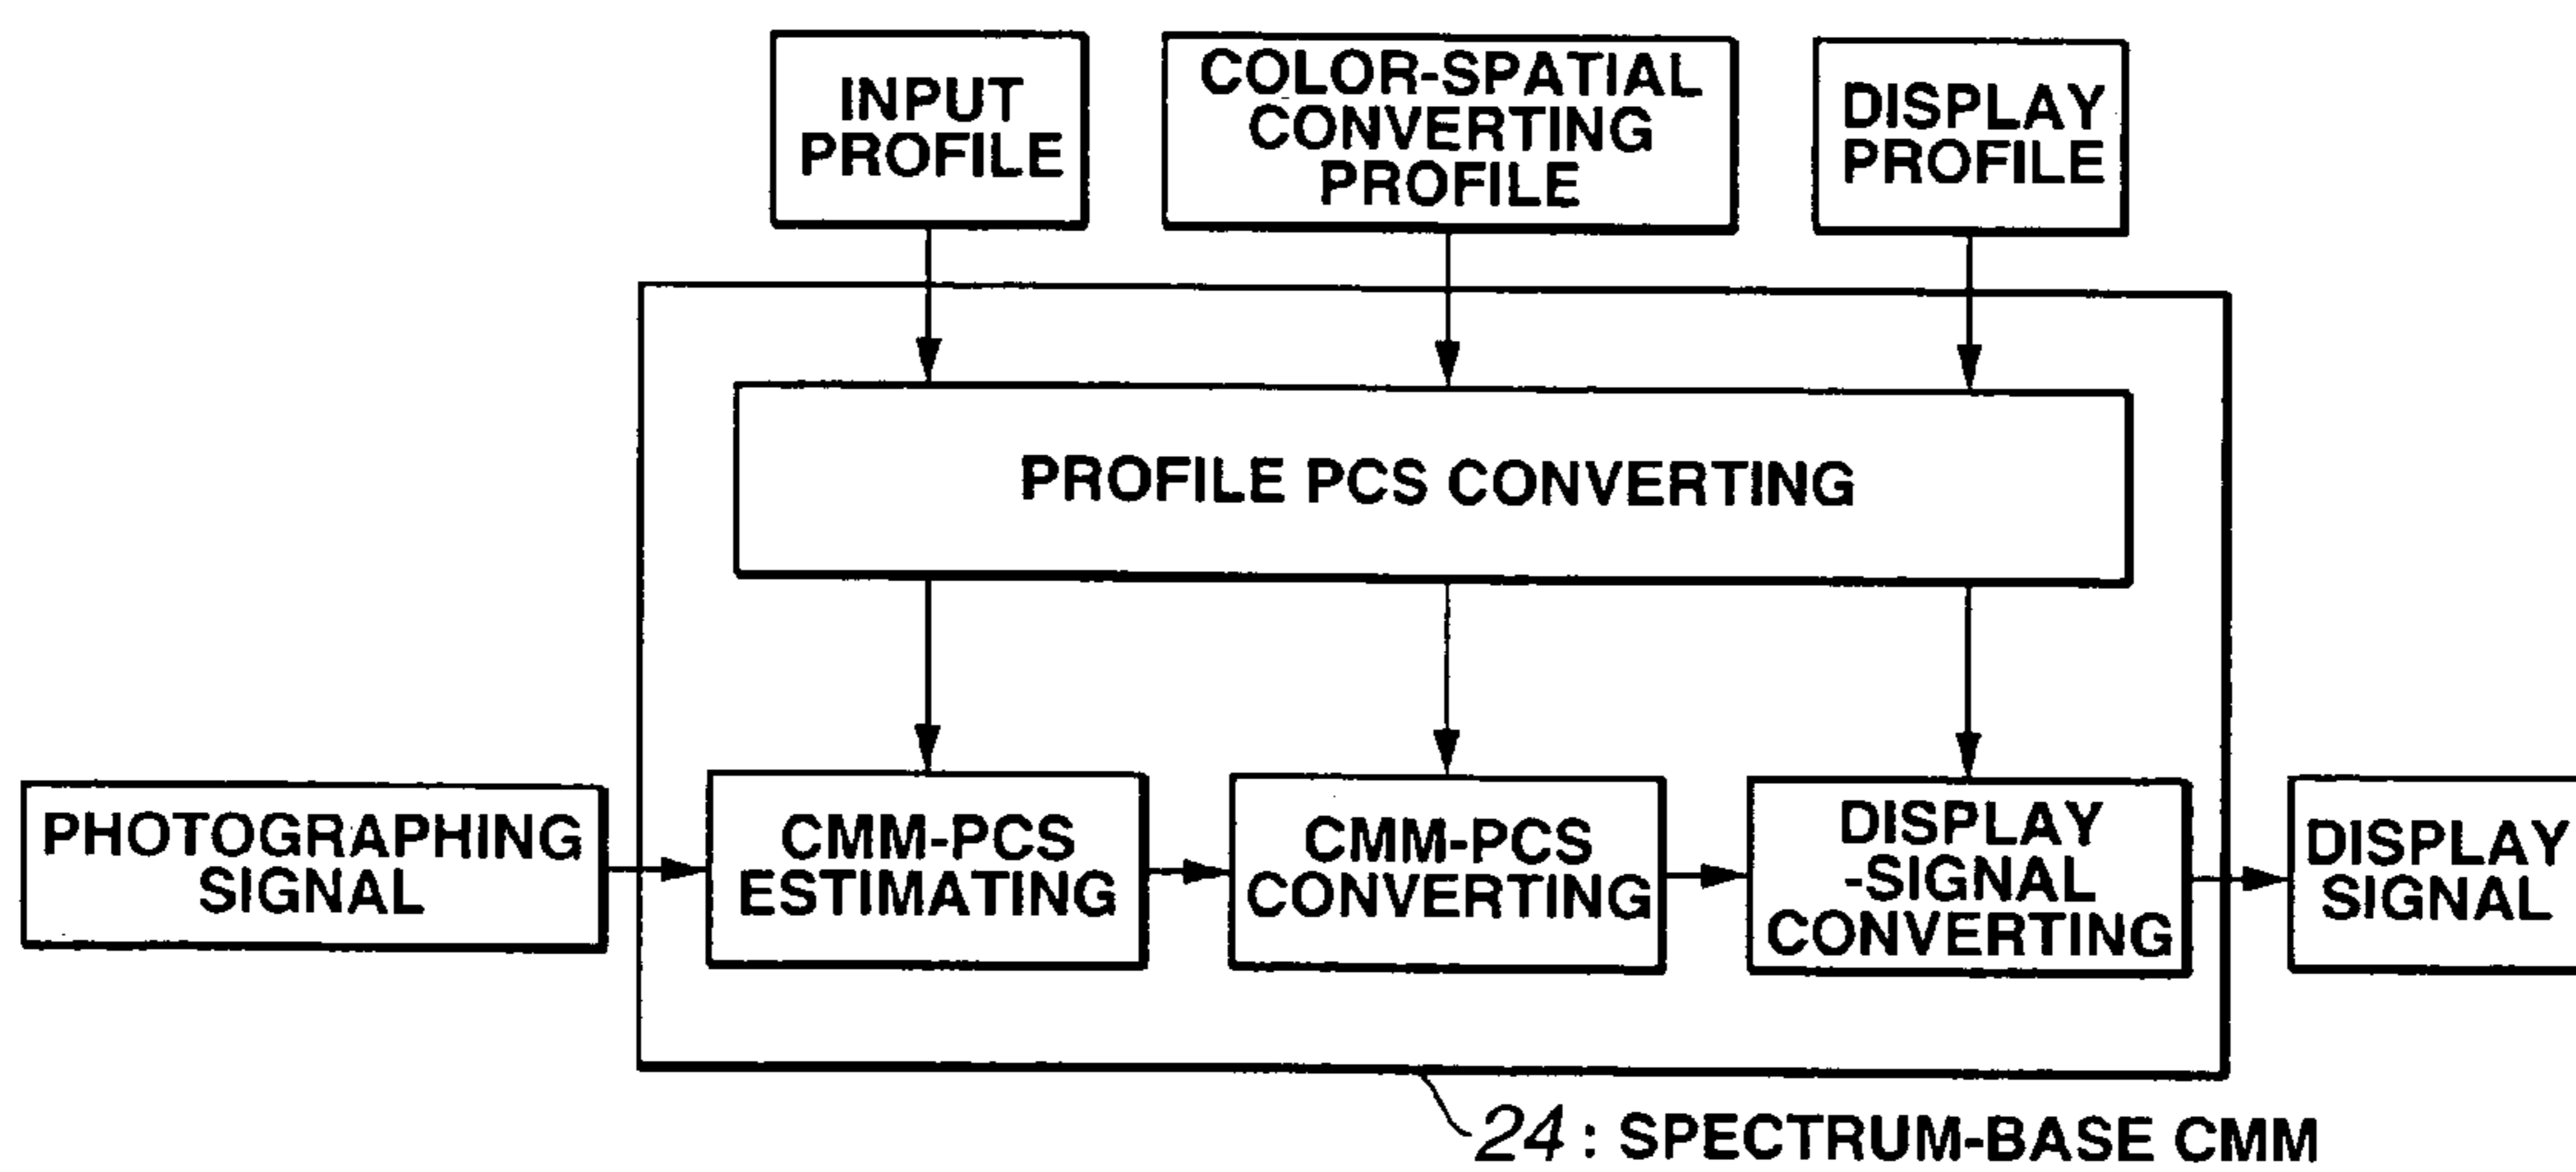 INPUT
PROFILE
COLOR-SPATIAL
CONVERTING
PROFILE
DISPLAY
PROFILE
PROFILE PCS CONVERTING
PHOTOGRAPHING
SIGNAL
CMM-PCS
ESTIMATING
CMM-PCS
CONVERTING
DISPLAY
-SIGNAL
CONVERTING
DISPLAY
SIGNAL
24 : SPECTRUM-BASE CMM